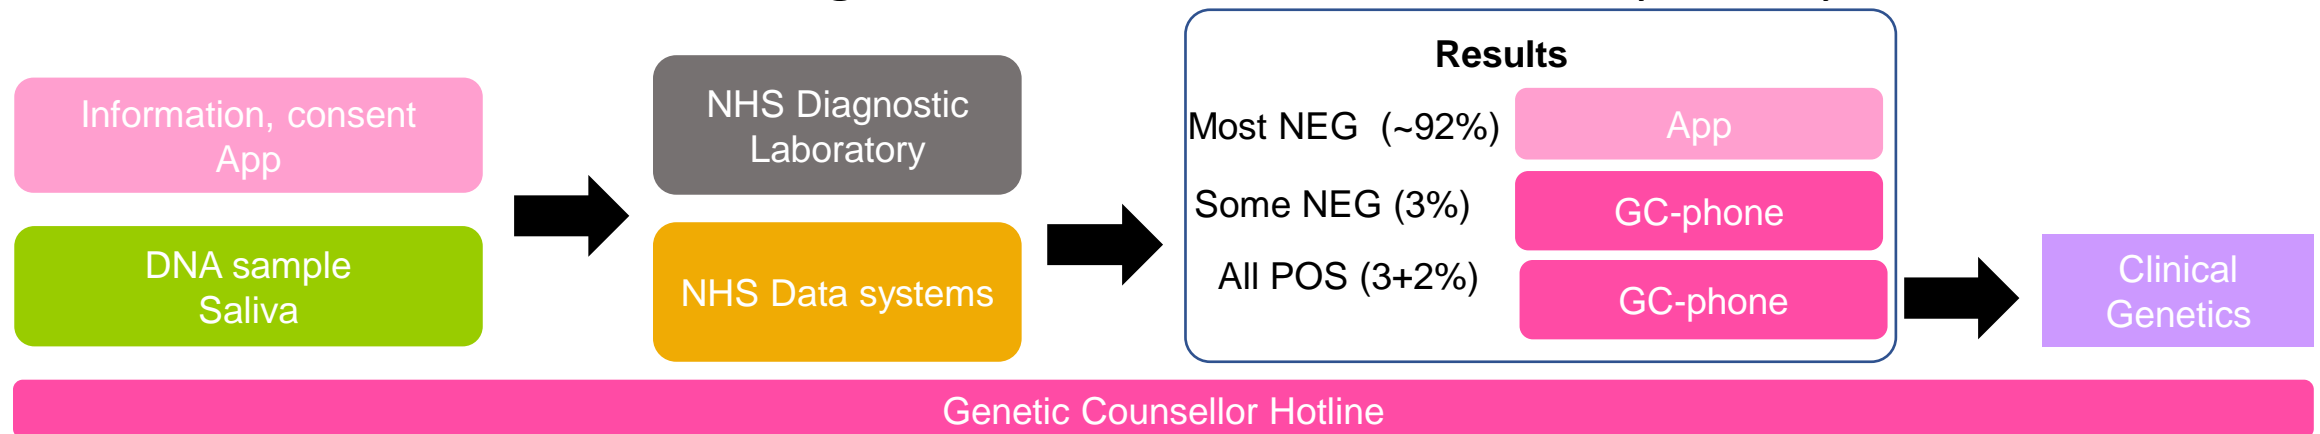 Information, consent
App
DNA sample
Saliva
NHS Diagnostic
Laboratory
NHS Data systems
Results
Most NEG (~92%)
App
Some NEG (3%)
GC-phone
All POS (3+2%)
GC-phone
Clinical
Genetics
Genetic Counsellor Hotline